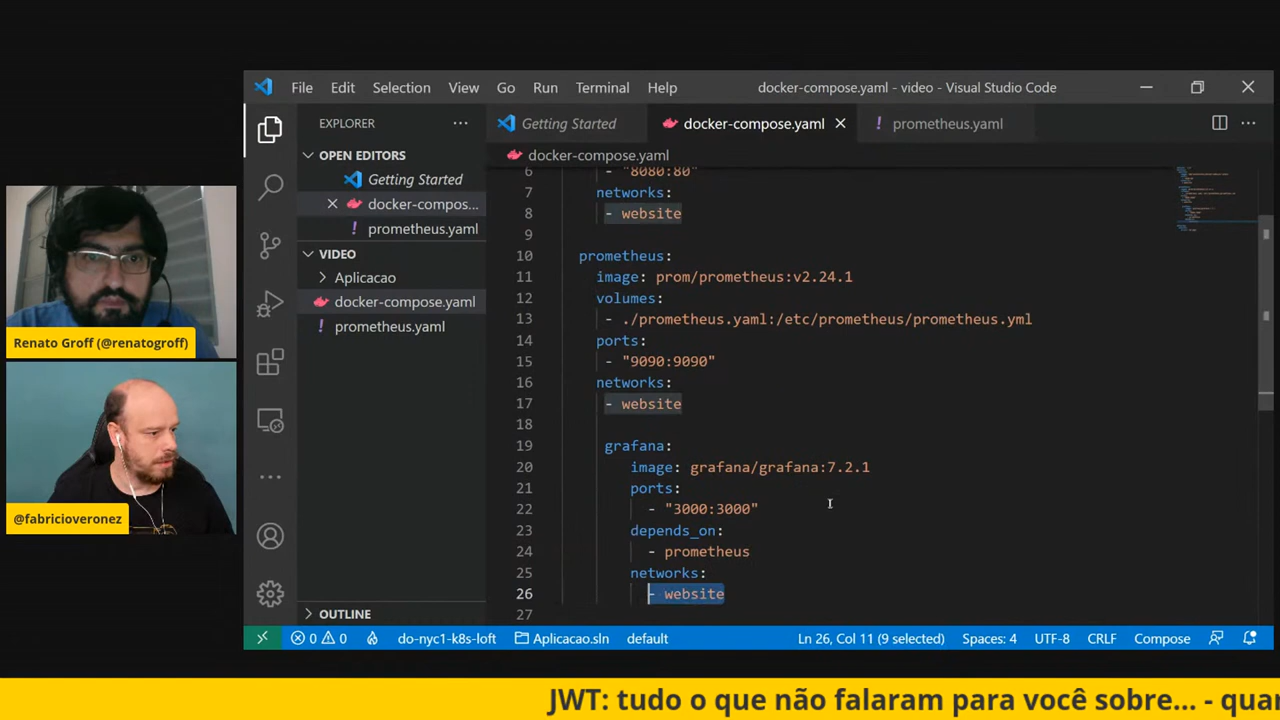 File Edit Selection View Go Run Terminal Help docker-compose.yaml - video - Visual Studio Code
EXPLORER
Getting Started docker-compose.yaml prometheus.yaml
OPEN EDITORS
Getting Started
docker-compos...
prometheus.yaml
VIDEO
Aplicacao
docker-compose.yaml
prometheus.yaml
OUTLINE
docker-compose.yaml
6 - "8080:80"
7 networks:
8 - website
9
10 prometheus:
11 image: prom/prometheus:v2.24.1
12 volumes:
13 - ./prometheus.yaml:/etc/prometheus/prometheus.yml
14 ports:
15 - "9090:9090"
16 networks:
17 - website
18
19 grafana:
20 image: grafana/grafana:7.2.1
21 ports:
22 - "3000:3000"
23 depends_on:
24 - prometheus
25 networks:
26 - website
27
Renato Groff (@renatogroff)
@fabricioveronez
0 0 do-nyc1-k8s-loft Aplicacao.sln default Ln 26, Col 11 (9 selected) Spaces: 4 UTF-8 CRLF Compose
JWT: tudo o que não falaram para você sobre... - qua